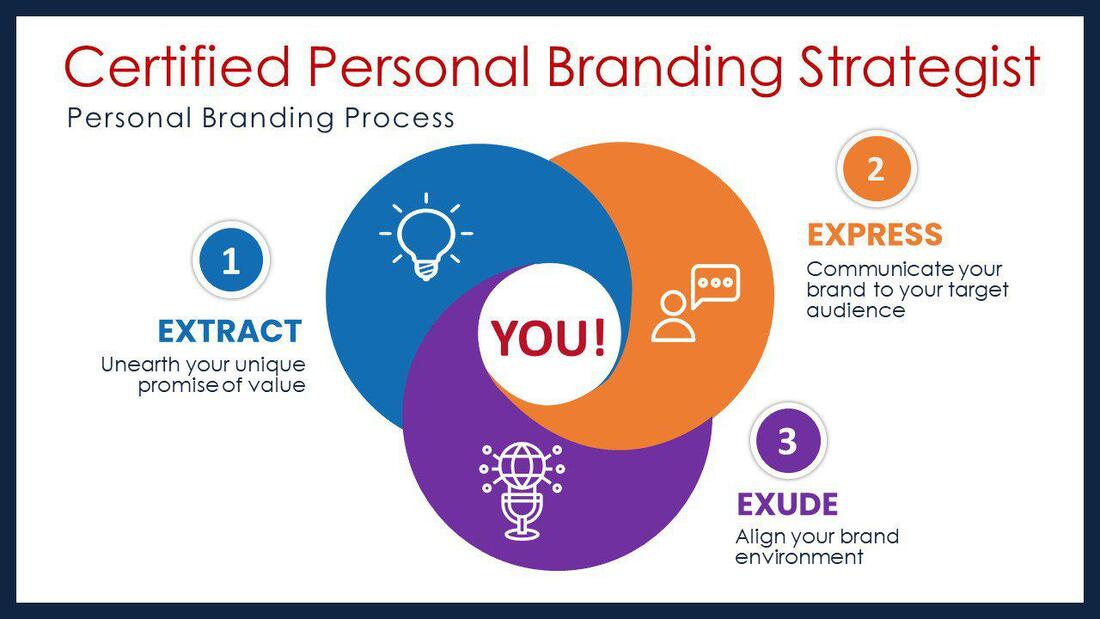 Certified Personal Branding Strategist
Personal Branding Process
1
EXTRACT
Unearth your unique
promise of value
YOU!
2
EXPRESS
Communicate your
brand to your target
audience
3
EXUDE
Align your brand
environment